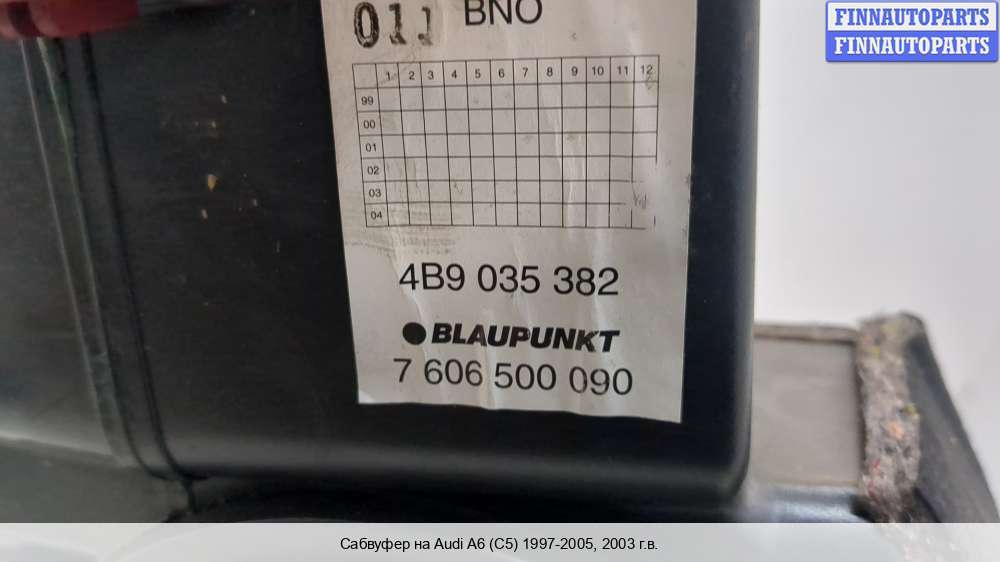 011 BNO
FINNAUTOPARTS
FINNAUTOPARTS
1 2 3 4 5 6 7 8 9 10 11 12
99
00
01
02
03
04
4B9 035 382
BLAUPUNKT
7 606 500 090
Сабвуфер на Audi A6 (C5) 1997-2005, 2003 г.в.